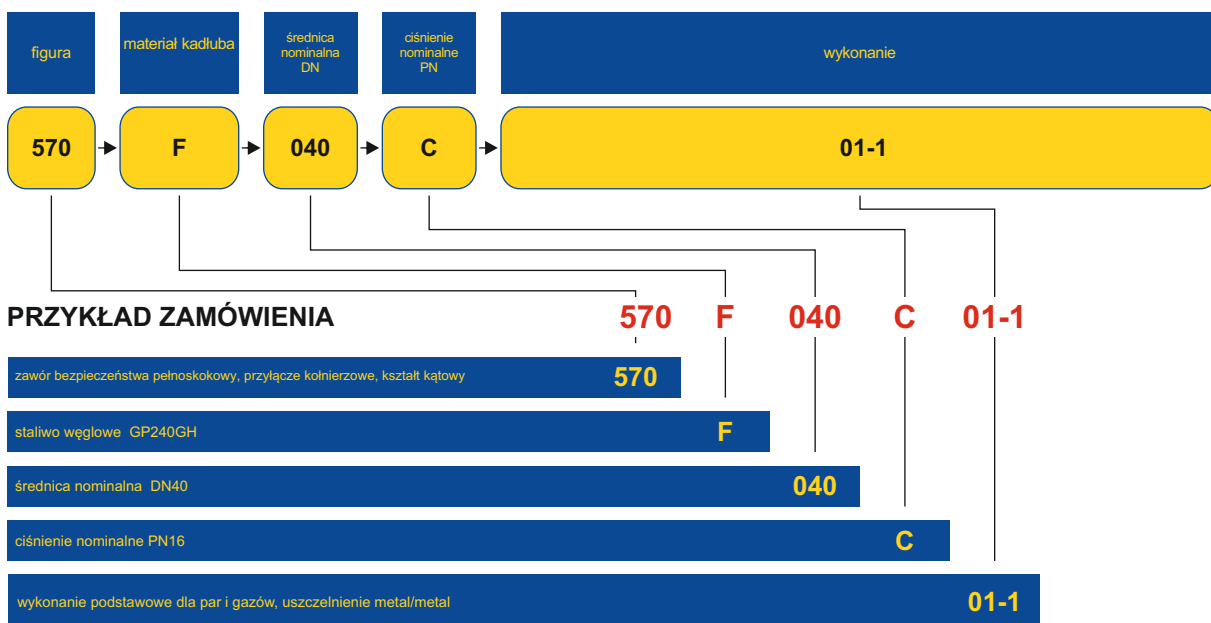 figura
materiał kadłuba
średnica
nominalna
DN
ciśnienie
nominalne
PN
wykonanie
570
F
040
C
01-1
PRZYKŁAD ZAMÓWIENIA 570 F 040 C 01-1
zawór bezpieczeństwa pełnoskokowy, przyłącze kołnierzowe, kształt kątowy 570
staliwo węglowe GP240GH F
średnica nominalna DN40 040
ciśnienie nominalne PN16 C
wykonanie podstawowe dla par i gazów, uszczelnienie metal/metal 01-1